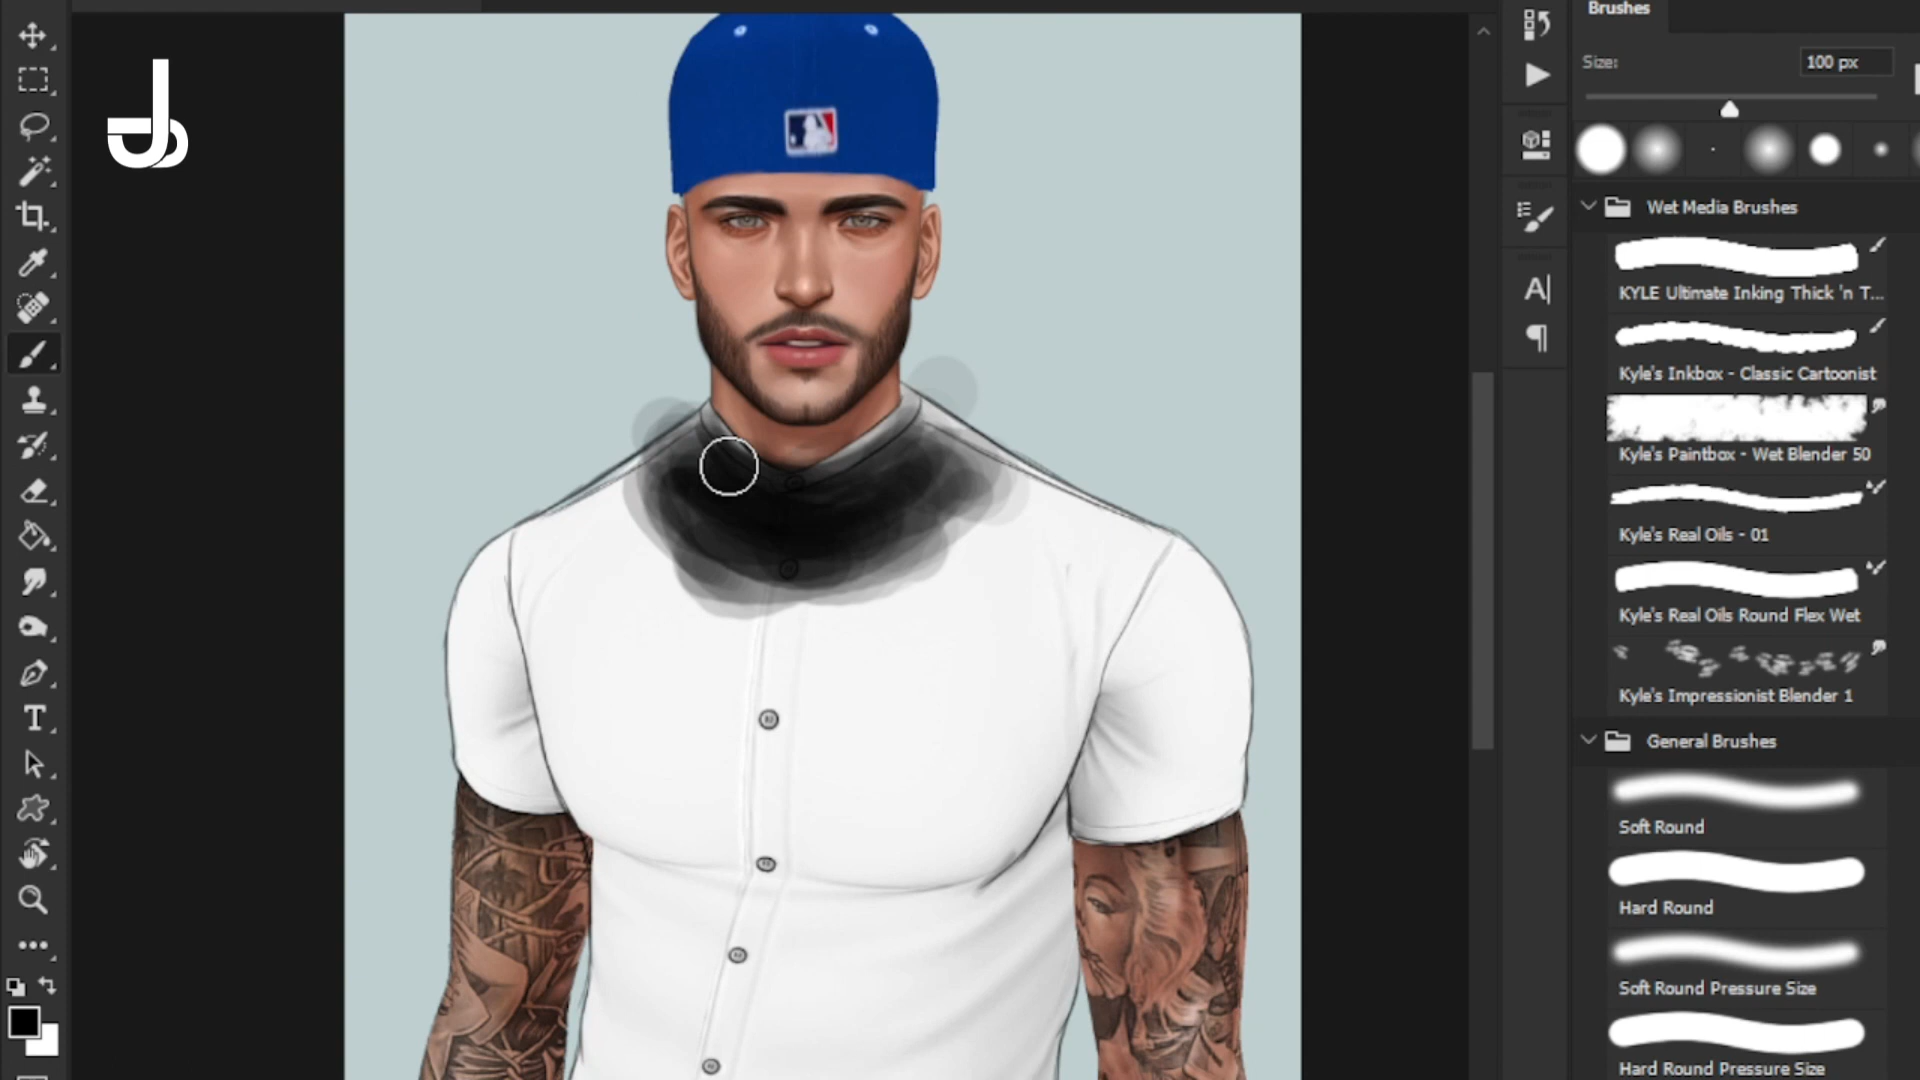 Brushes
Size:
100 px
Wet Media Brushes
KYLE Ultimate Inking Thick 'n T...
Kyle's Inkbox - Classic Cartoonist
Kyle's Paintbox - Wet Blender 50
Kyle's Real Oils - 01
Kyle's Real Oils Round Flex Wet
Kyle's Impressionist Blender 1
General Brushes
Soft Round
Hard Round
Soft Round Pressure Size
Hard Round Pressure Size